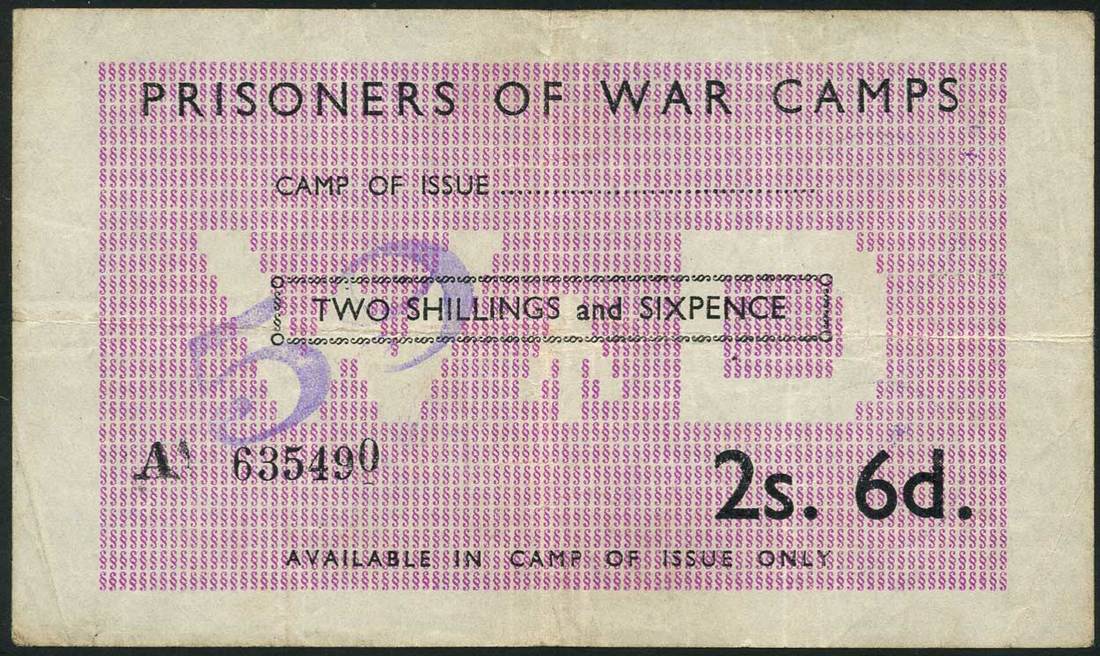 PRISONERS OF WAR CAMPS
CAMP OF ISSUE ....................................
W D
TWO SHILLINGS and SIXPENCE
A 635490
2s. 6d.
AVAILABLE IN CAMP OF ISSUE ONLY